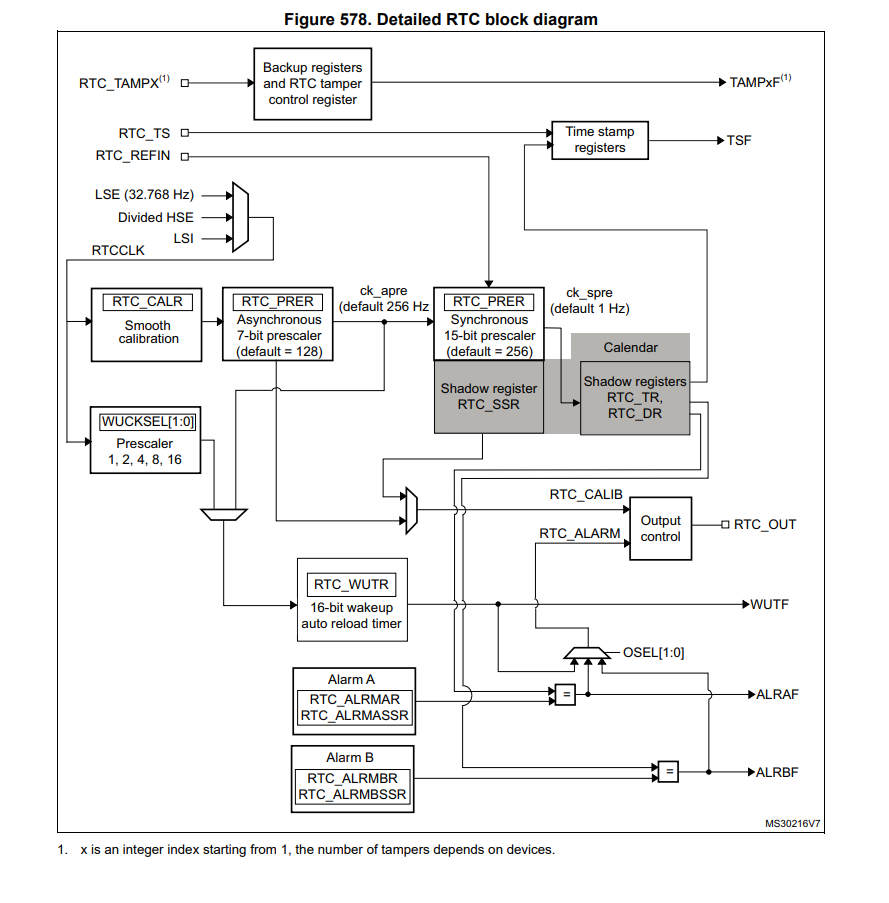 Figure 578. Detailed RTC block diagram
RTC_TAMPX(1)
Backup registers
and RTC tamper
control register
TAMPxF(1)
RTC_TS
RTC_REFIN
Time stamp
registers
TSF
LSE (32.768 Hz)
Divided HSE
LSI
RTCCLK
RTC_CALR
Smooth
calibration
RTC_PRER
Asynchronous
7-bit prescaler
(default = 128)
ck_apre
(default 256 Hz
RTC_PRER
Synchronous
15-bit prescaler
(default = 256)
ck_spre
(default 1 Hz)
Calendar
Shadow register
RTC_SSR
Shadow registers
RTC_TR,
RTC_DR
WUCKSEL[1:0]
Prescaler
1, 2, 4, 8, 16
RTC_CALIB
RTC_ALARM
Output
control
RTC_OUT
RTC_WUTR
16-bit wakeup
auto reload timer
WUTF
OSEL[1:0]
Alarm A
RTC_ALRMAR
RTC_ALRMASSR
=
ALRAF
Alarm B
RTC_ALRMBR
RTC_ALRMBSSR
=
ALRBF
MS30216V7
1. x is an integer index starting from 1, the number of tampers depends on devices.